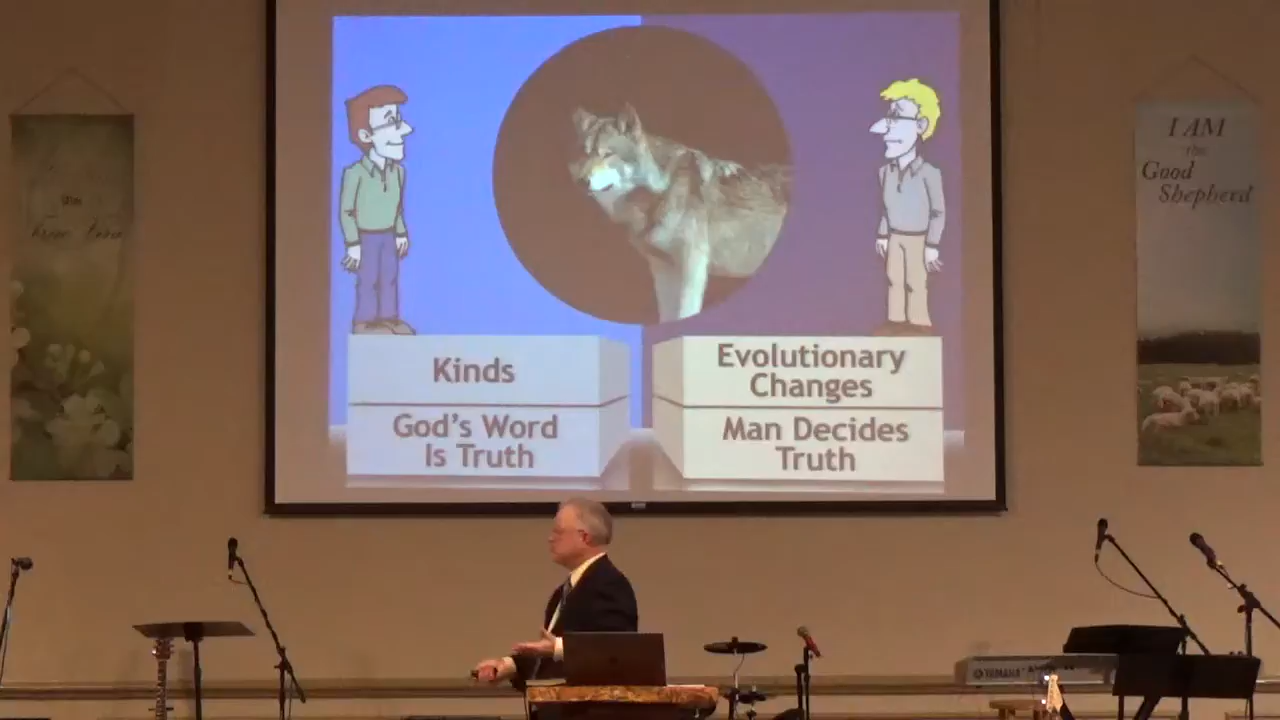 Kinds
God's Word
Is Truth
Evolutionary
Changes
Man Decides
Truth
I AM
the
Good
Shepherd
YAMAHA